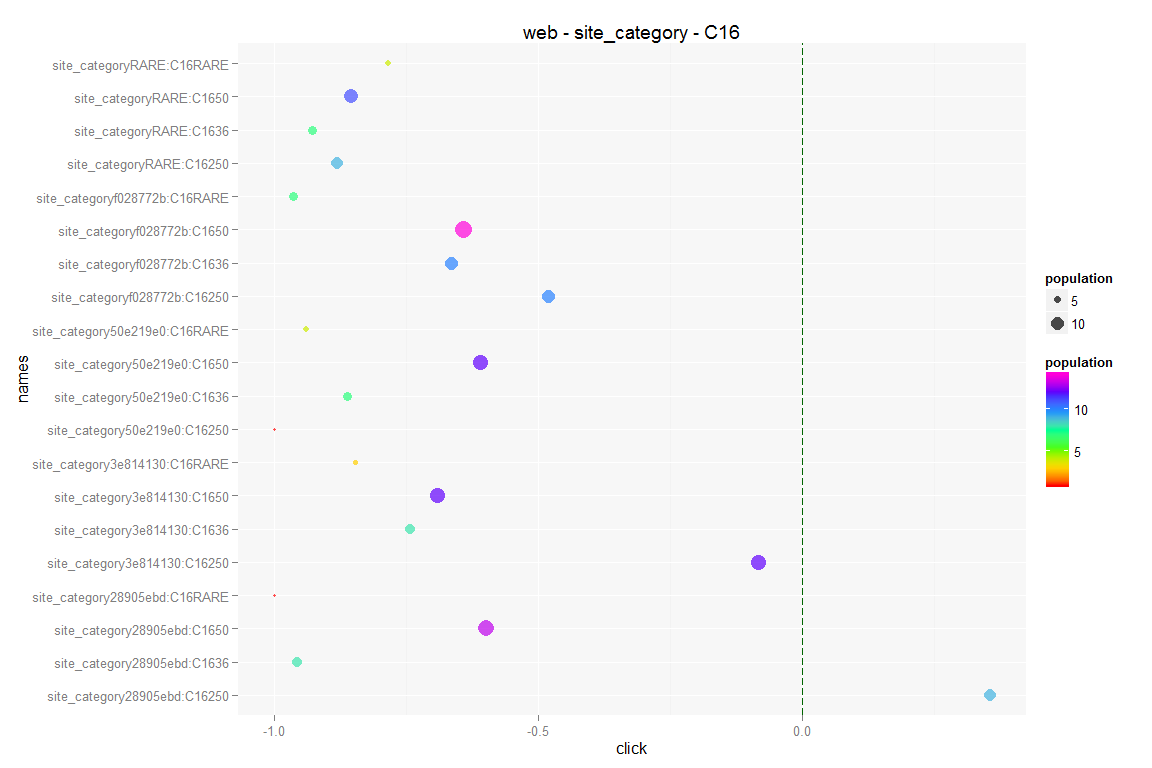 web - site_category - C16
site_categoryRARE:C16RARE
site_categoryRARE:C1650
site_categoryRARE:C1636
site_categoryRARE:C16250
site_categoryf028772b:C16RARE
site_categoryf028772b:C1650
site_categoryf028772b:C1636
site_categoryf028772b:C16250
site_category50e219e0:C16RARE
site_category50e219e0:C1650
site_category50e219e0:C1636
site_category50e219e0:C16250
site_category3e814130:C16RARE
site_category3e814130:C1650
site_category3e814130:C1636
site_category3e814130:C16250
site_category28905ebd:C16RARE
site_category28905ebd:C1650
site_category28905ebd:C1636
site_category28905ebd:C16250
names
-1.0
-0.5
0.0
click
population
5
10
population
10
5